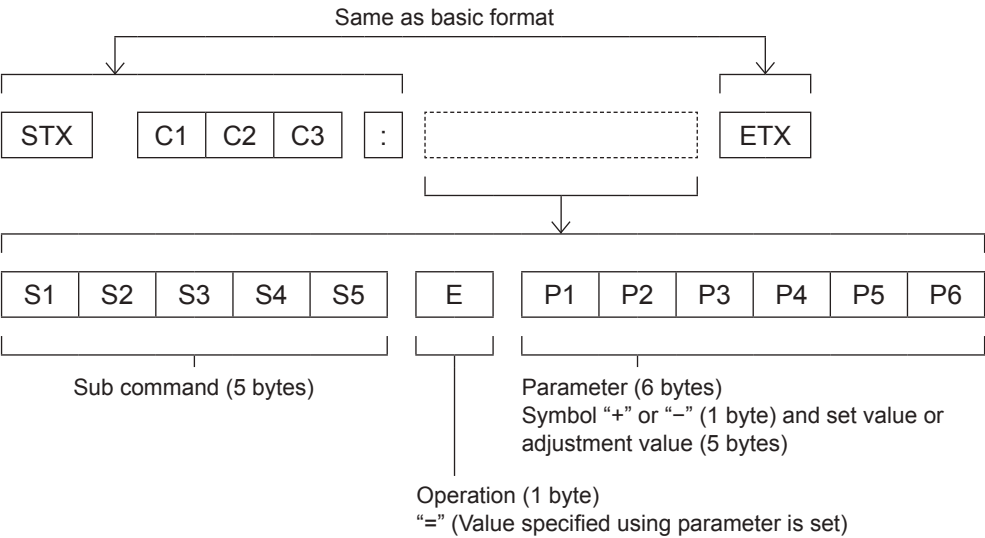 Same as basic format
STX C1 C2 C3 : ETX
S1 S2 S3 S4 S5 E P1 P2 P3 P4 P5 P6
Sub command (5 bytes)
Parameter (6 bytes)
Symbol “+” or “−” (1 byte) and set value or
adjustment value (5 bytes)
Operation (1 byte)
“=” (Value specified using parameter is set)